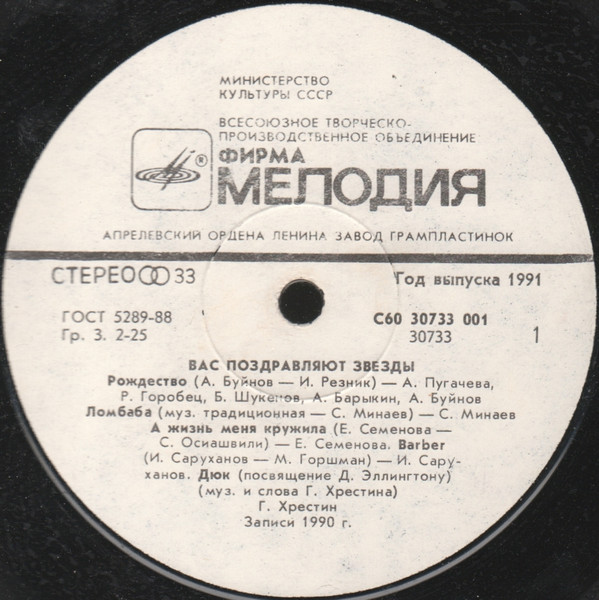 МИНИСТЕРСТВО
КУЛЬТУРЫ СССР
ВСЕСОЮЗНОЕ ТВОРЧЕСКО-
ПРОИЗВОДСТВЕННОЕ ОБЪЕДИНЕНИЕ
®
ФИРМА
МЕЛОДИЯ
АПРЕЛЕВСКИЙ ОРДЕНА ЛЕНИНА ЗАВОД ГРАМПЛАСТИНОК
СТЕРЕО 33
Год выпуска 1991
ГОСТ 5289-88
С60 30733 001
Гр. 3. 2-25
30733
1
ВАС ПОЗДРАВЛЯЮТ ЗВЕЗДЫ
Рождество (А. Буйнов — И. Резник) — А. Пугачева,
Р. Горобец, Б. Шукенов, А. Барыкин, А. Буйнов
Ломбаба (муз. традиционная — С. Минаев) — С. Минаев
А жизнь меня кружила (Е. Семенова —
С. Осиашвили) — Е. Семенова. Barber
(И. Саруханов — М. Горшман) — И. Сару-
ханов. Дюк (посвящение Д. Эллингтону)
(муз. и слова Г. Хрестина)
Г. Хрестин
Записи 1990 г.